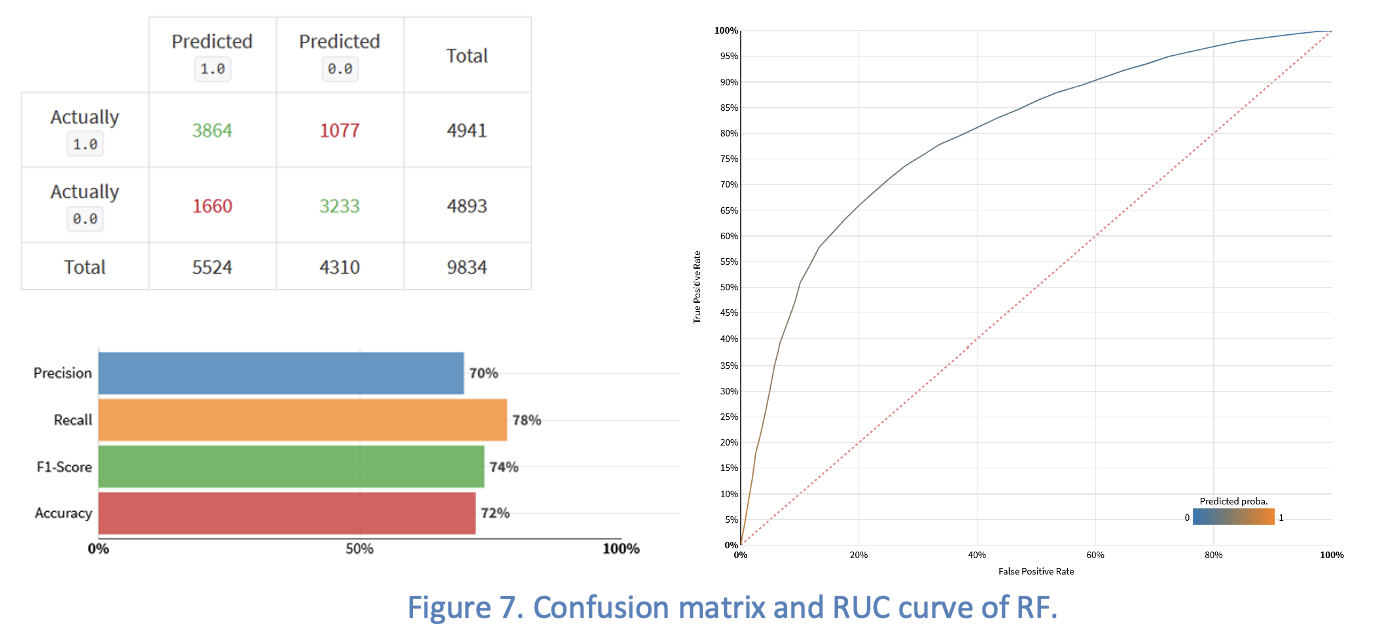 Predicted Predicted Total
1.0 0.0
Actually
1.0
3864 1077 4941
Actually
0.0
1660 3233 4893
Total 5524 4310 9834
Precision 70%
Recall 78%
F1-Score 74%
Accuracy 72%
0% 50% 100%
100%
95%
90%
85%
80%
75%
70%
65%
60%
55%
50%
45%
40%
35%
30%
25%
20%
15%
10%
5%
0%
True Positive Rate
Predicted proba.
0 1
0% 20% 40% 60% 80% 100%
False Positive Rate
Figure 7. Confusion matrix and RUC curve of RF.